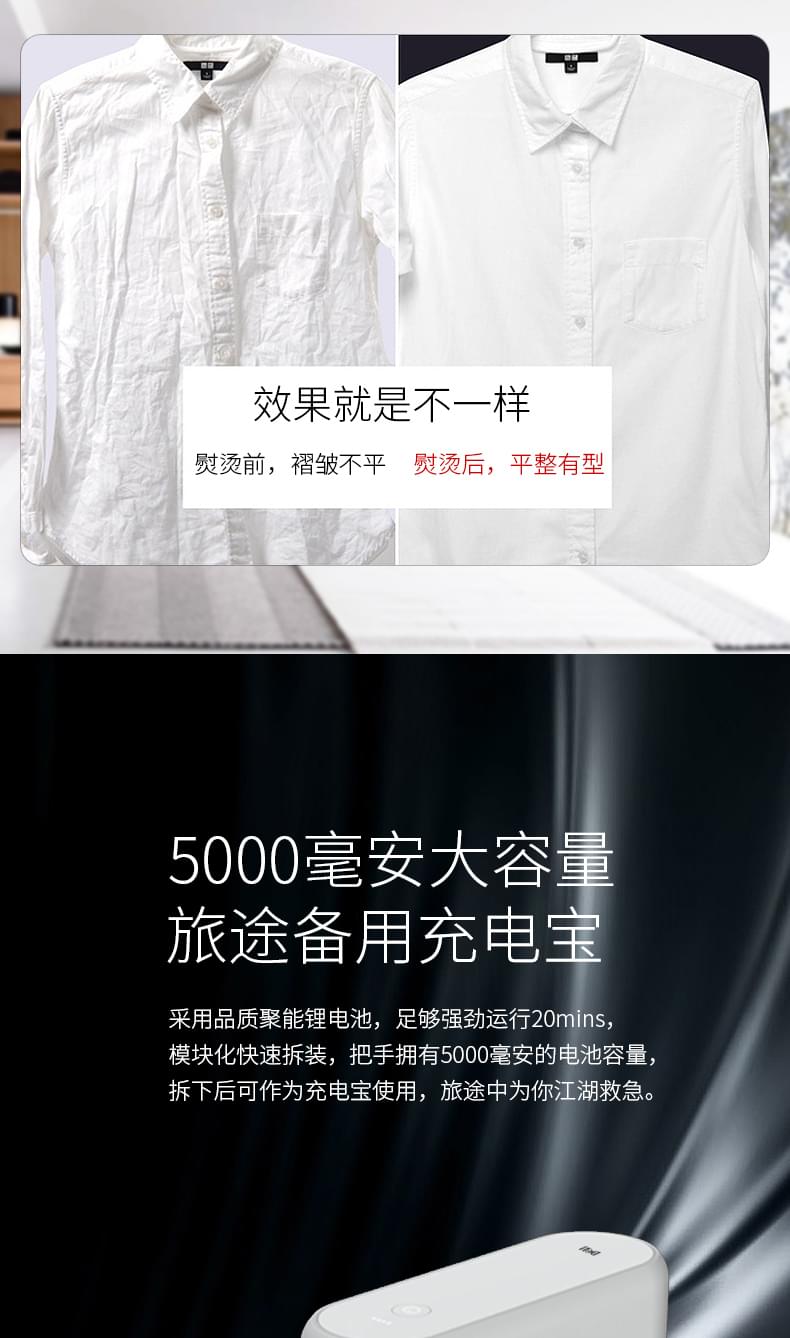 效果就是不一样
熨烫前，褶皱不平 熨烫后，平整有型
5000毫安大容量
旅途备用充电宝
采用品质聚能锂电池，足够强劲运行20mins，
模块化快速拆装，把手拥有5000毫安的电池容量，
拆下后可作为充电宝使用，旅途中为你江湖救急。